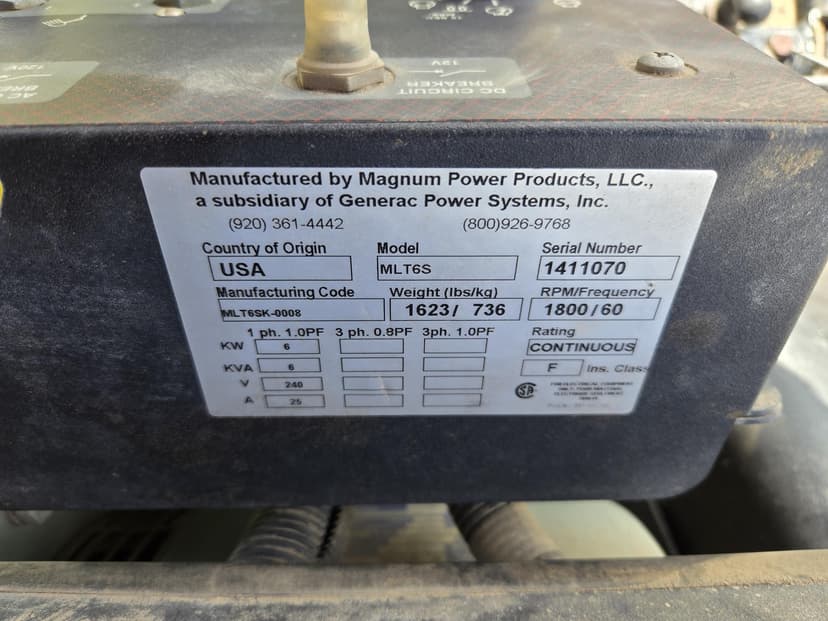 AC
BREAKER
120V
DC CIRCUIT
BREAKER
12V
Manufactured by Magnum Power Products, LLC.,
a subsidiary of Generac Power Systems, Inc.
(920) 361-4442 (800)926-9768
Country of Origin Model Serial Number
USA MLT6S 1411070
Manufacturing Code Weight (lbs/kg) RPM/Frequency
MLT6SK-0008 1623/ 736 1800/60
1 ph. 1.0PF 3 ph. 0.8PF 3ph. 1.0PF Rating
KW 6 CONTINUOUS
KVA 6 F Ins. Class
V 240
A 25